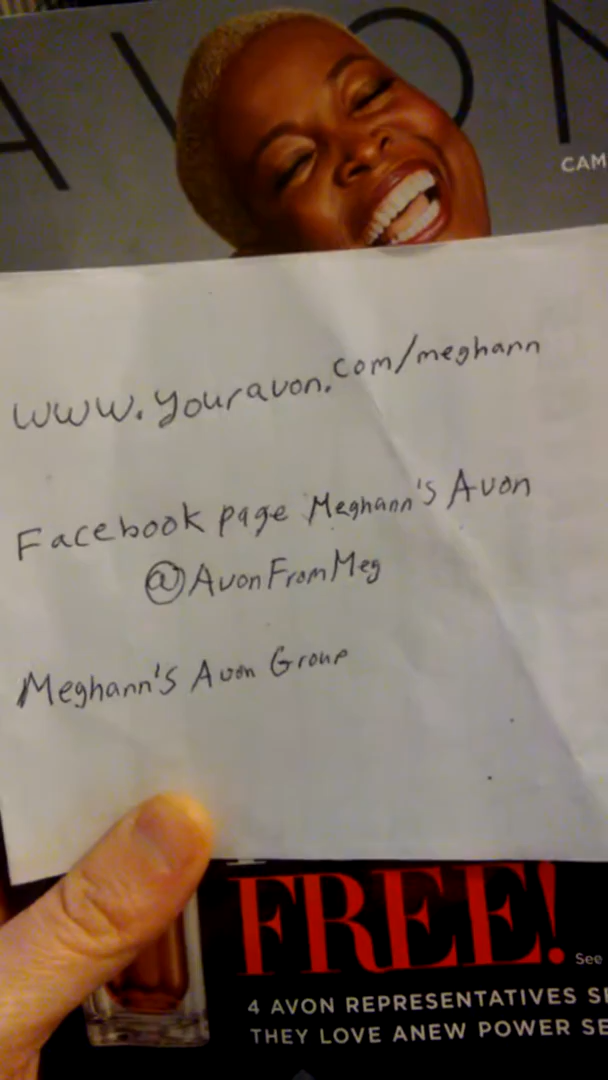 AVON
CAM
www.youravon.com/meghann
Facebook page Meghann's Avon
@AvonFromMeg
Meghann's Avon Group
FREE!
See
4 AVON REPRESENTATIVES
THEY LOVE ANEW POWER SE